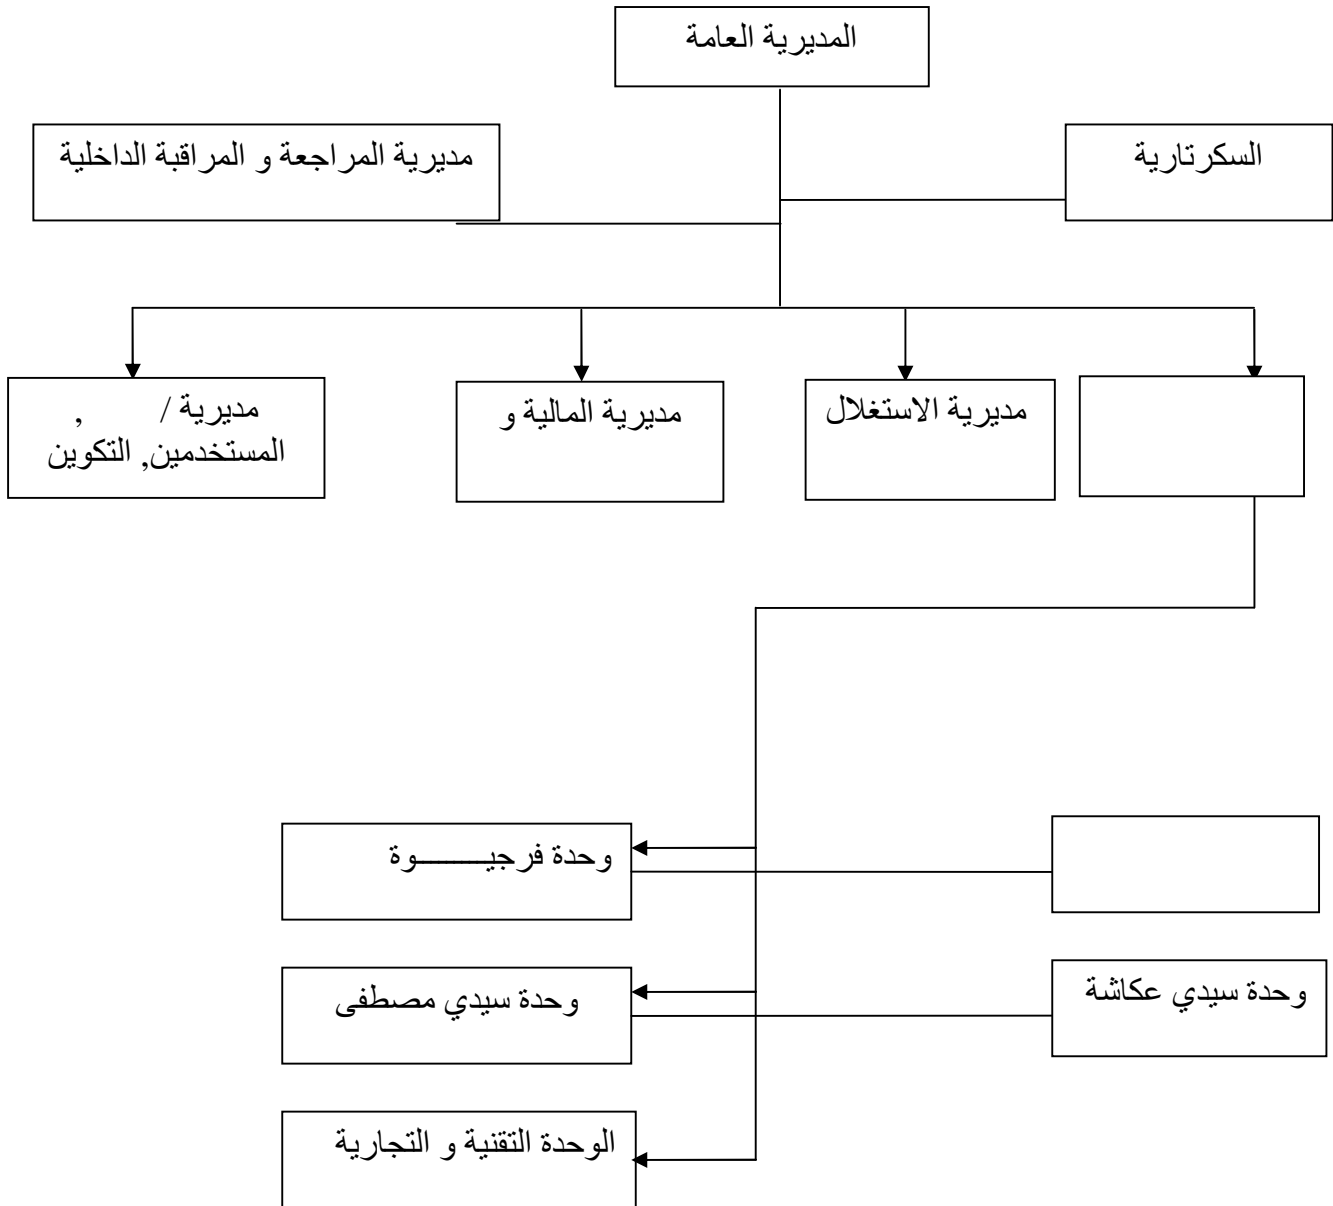 المديرية العامة
السكرتارية
مديرية المراجعة و المراقبة الداخلية
مديرية الاستغلال
مديرية المالية و
مديرية / ,
المستخدمين, التكوين
وحدة فرجيـــــــوة
وحدة سيدي عكاشة
وحدة سيدي مصطفى
الوحدة التقنية و التجارية